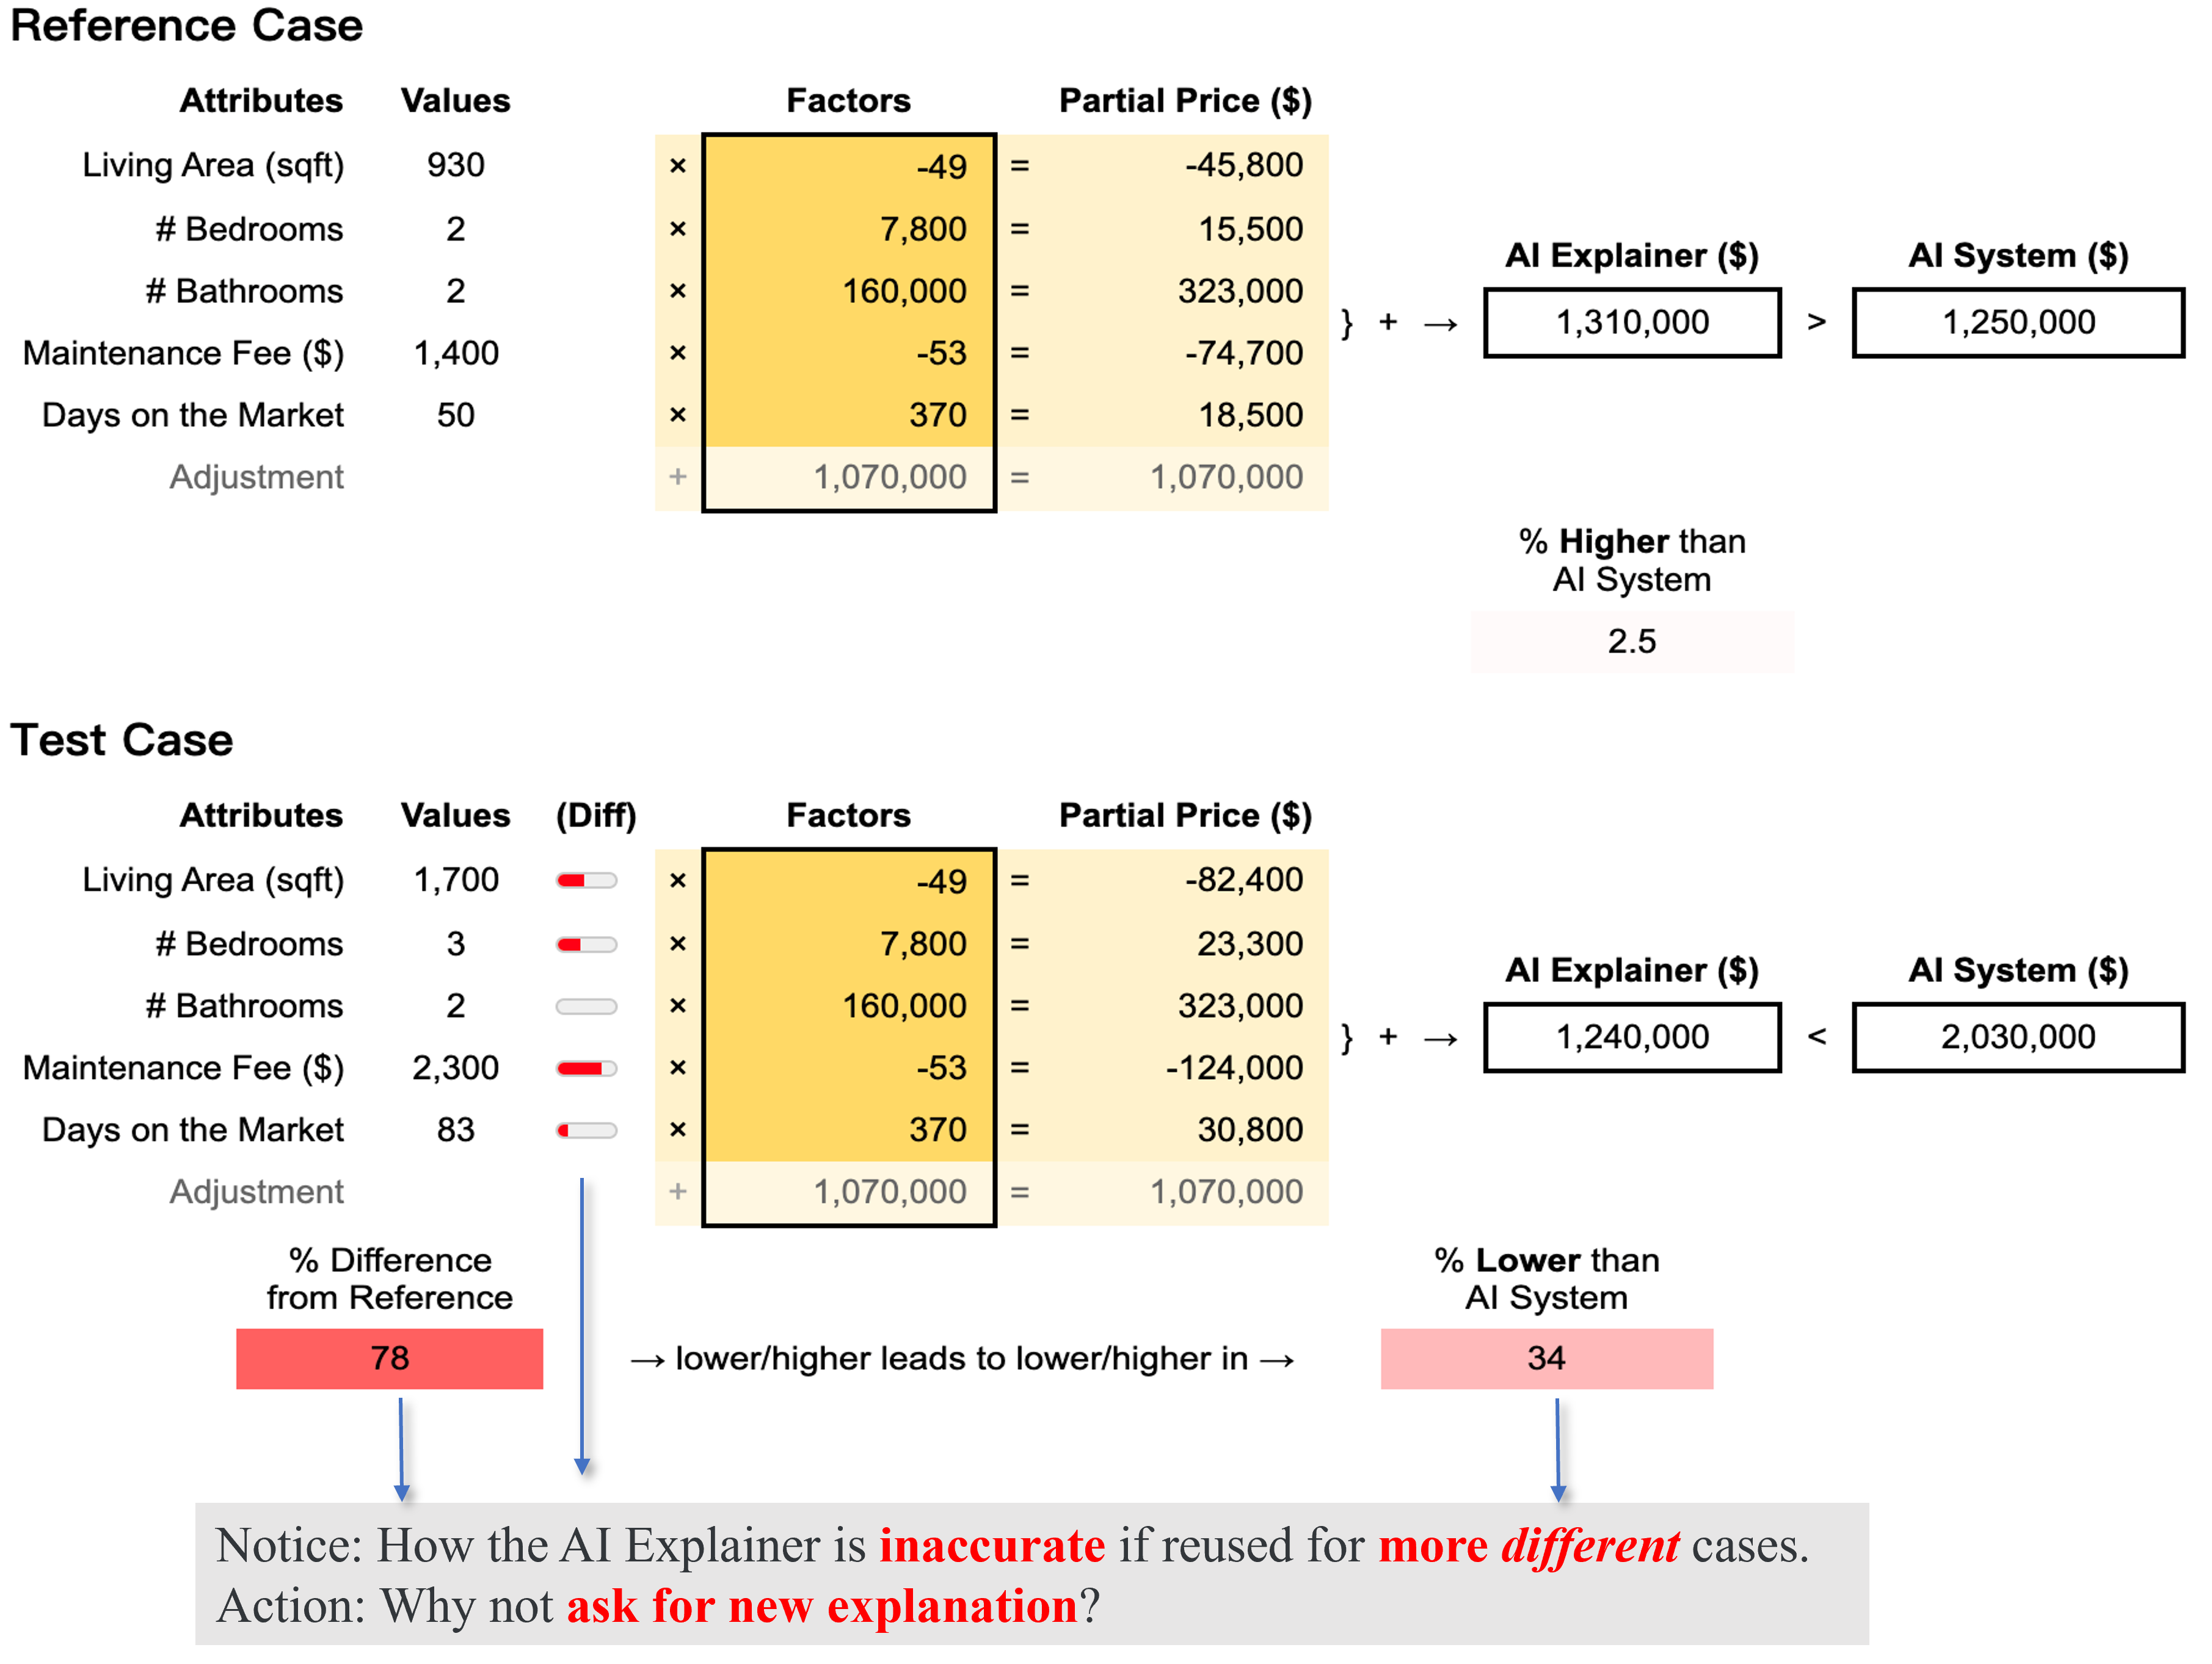 Reference Case
Attributes Values Factors Partial Price ($)
Living Area (sqft) 930 × -49 = -45,800
# Bedrooms 2 × 7,800 = 15,500
# Bathrooms 2 × 160,000 = 323,000
Maintenance Fee ($) 1,400 × -53 = -74,700
Days on the Market 50 × 370 = 18,500
Adjustment + 1,070,000 = 1,070,000
AI Explainer ($) AI System ($)
} + → 1,310,000 > 1,250,000
% Higher than
AI System
2.5
Test Case
Attributes Values (Diff) Factors Partial Price ($)
Living Area (sqft) 1,700 × -49 = -82,400
# Bedrooms 3 × 7,800 = 23,300
# Bathrooms 2 × 160,000 = 323,000
Maintenance Fee ($) 2,300 × -53 = -124,000
Days on the Market 83 × 370 = 30,800
Adjustment + 1,070,000 = 1,070,000
AI Explainer ($) AI System ($)
} + → 1,240,000 < 2,030,000
% Difference
from Reference
78
→ lower/higher leads to lower/higher in →
% Lower than
AI System
34
Notice: How the AI Explainer is inaccurate if reused for more different cases.
Action: Why not ask for new explanation?